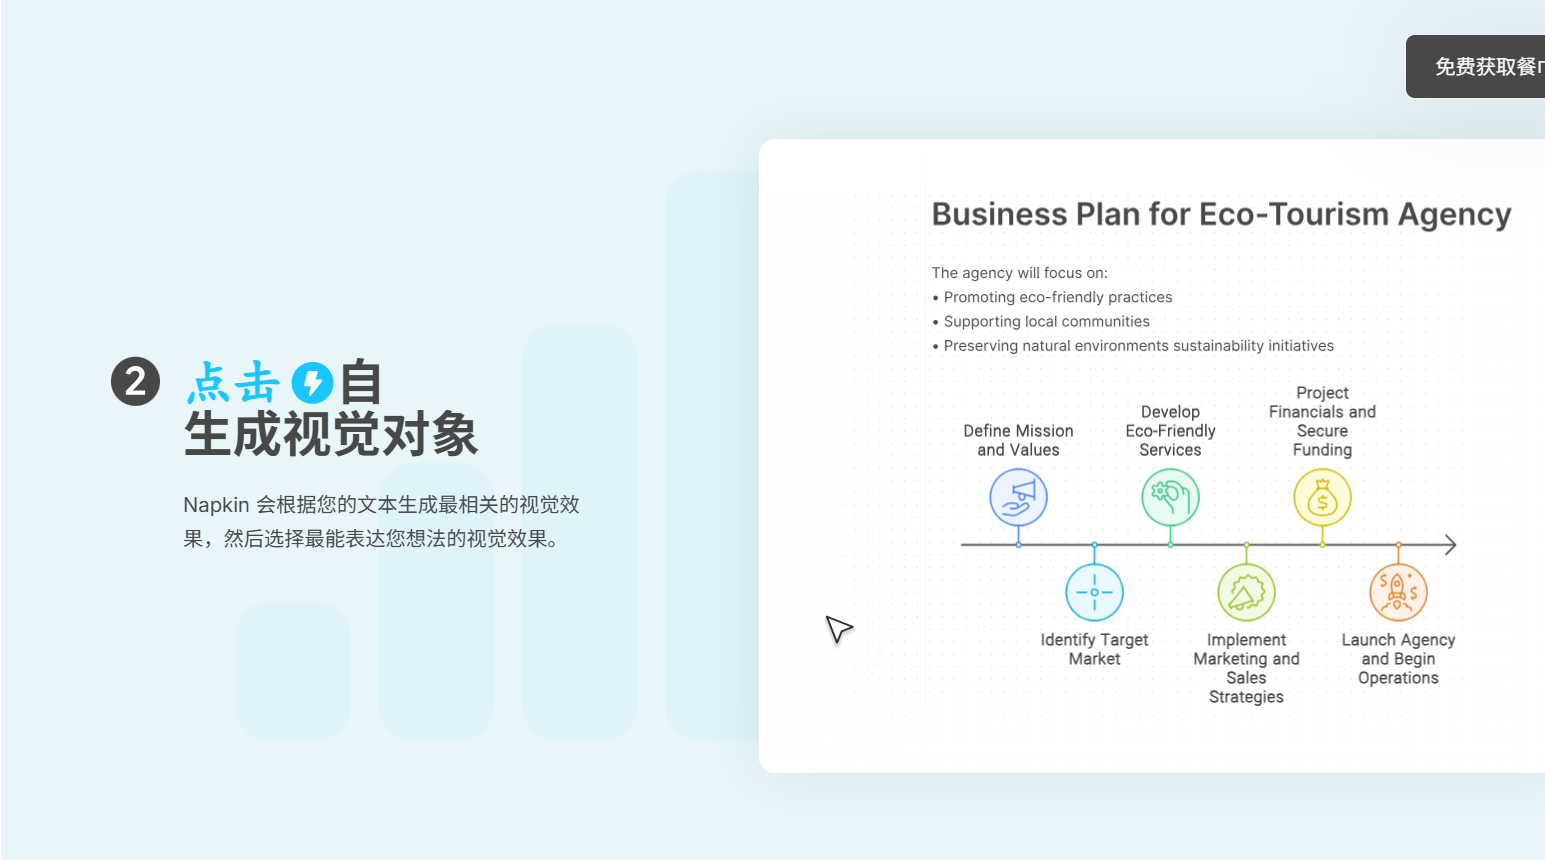 免费获取餐
2 点击 自
生成视觉对象
Napkin 会根据您的文本生成最相关的视觉效
果，然后选择最能表达您想法的视觉效果。
Business Plan for Eco-Tourism Agency
The agency will focus on:
• Promoting eco-friendly practices
• Supporting local communities
• Preserving natural environments sustainability initiatives
Define Mission
and Values
Develop
Eco-Friendly
Services
Project
Financials and
Secure
Funding
Identify Target
Market
Implement
Marketing and
Sales
Strategies
Launch Agency
and Begin
Operations